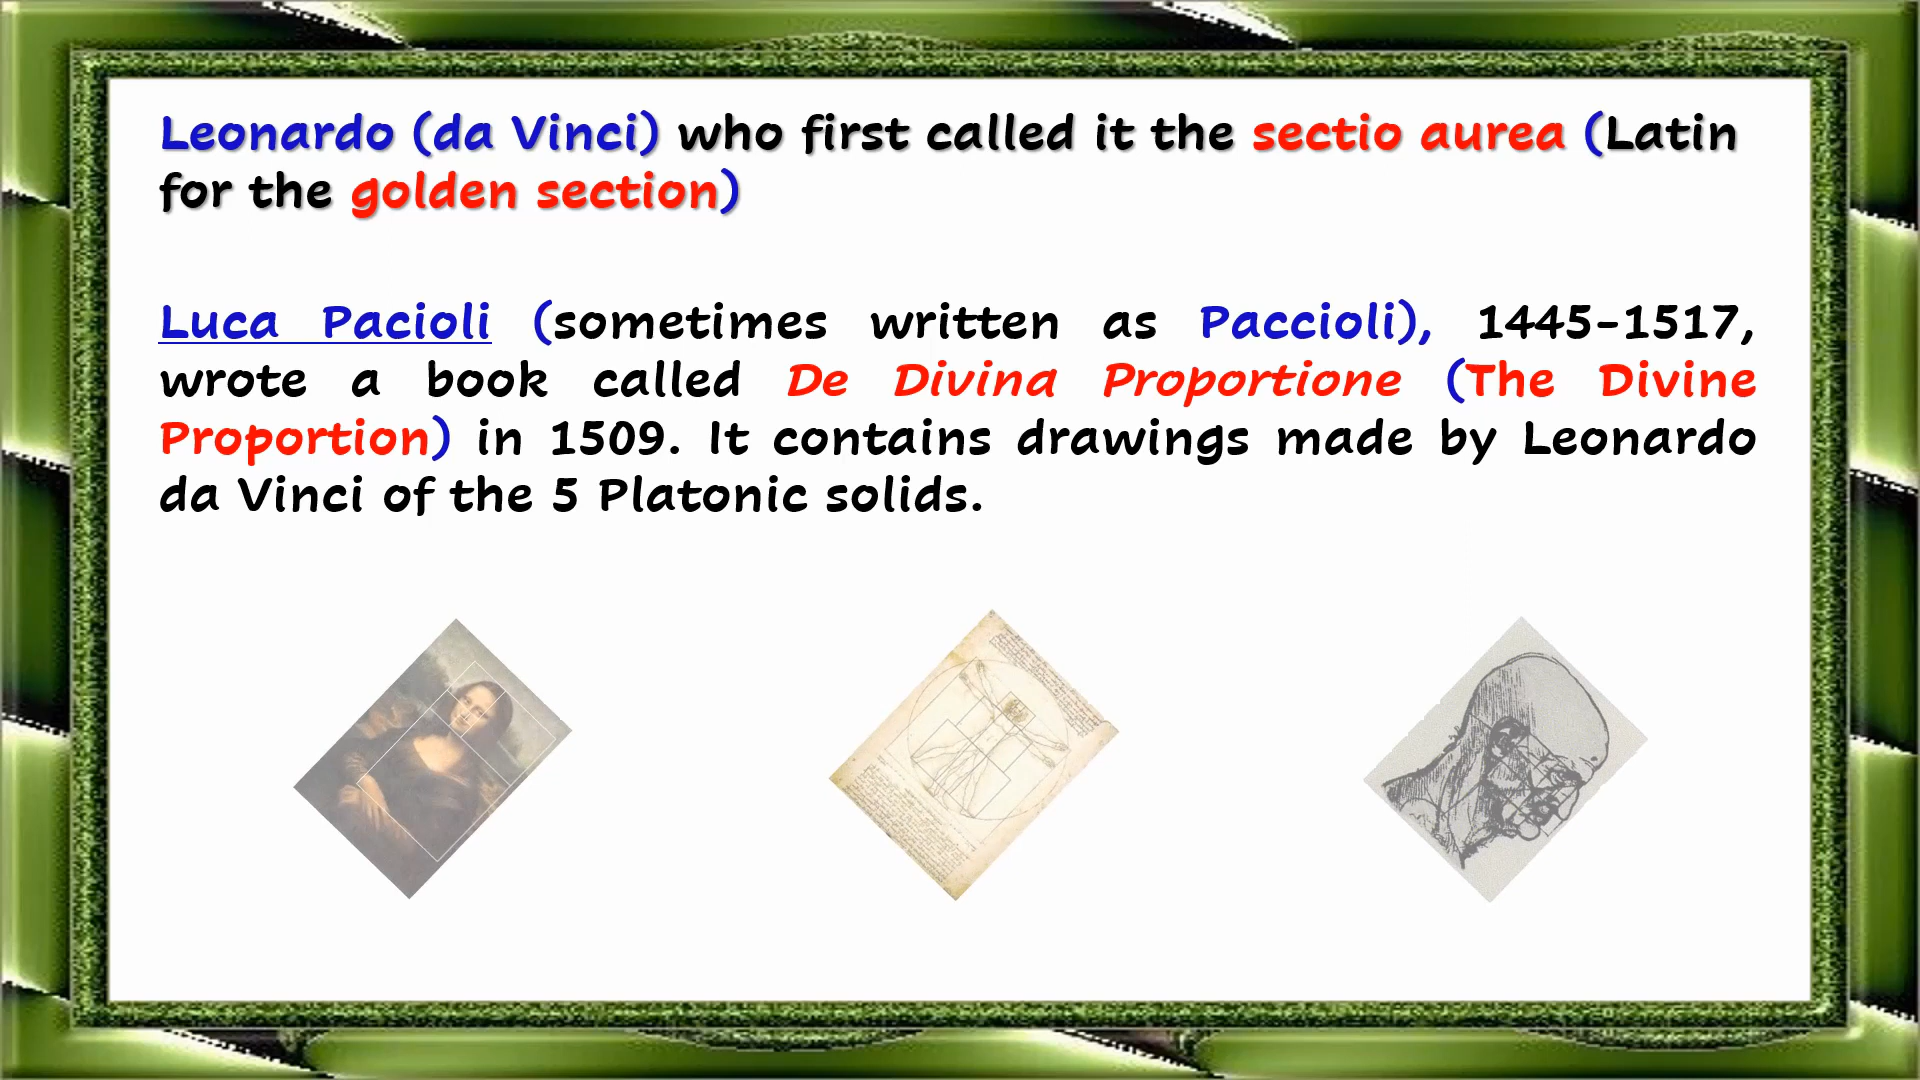 Leonardo (da Vinci) who first called it the sectio aurea (Latin
for the golden section)
Luca Pacioli (sometimes written as Paccioli), 1445-1517,
wrote a book called De Divina Proportione (The Divine
Proportion) in 1509. It contains drawings made by Leonardo
da Vinci of the 5 Platonic solids.